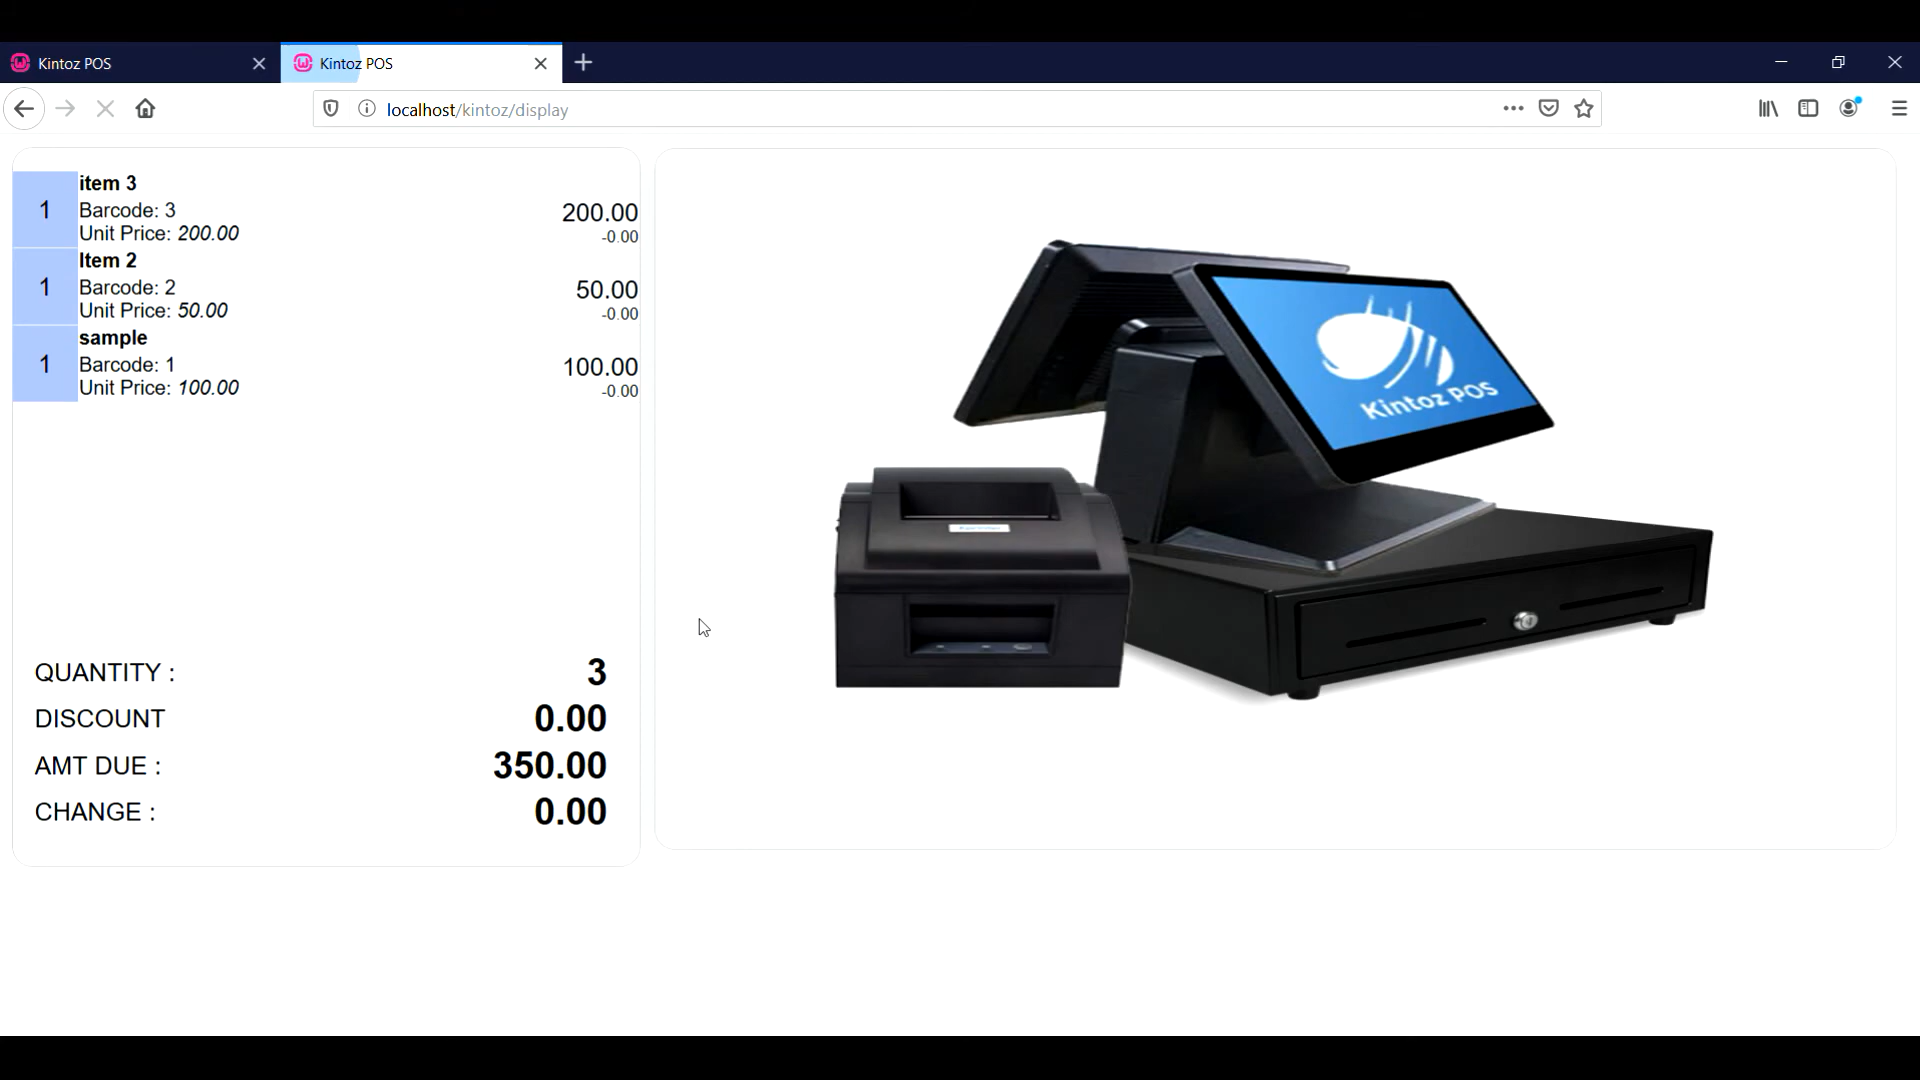 Kintoz POS
Kintoz POS
localhost/kintoz/display
1
item 3
Barcode: 3
Unit Price: 200.00
200.00
-0.00
1
Item 2
Barcode: 2
Unit Price: 50.00
50.00
-0.00
1
sample
Barcode: 1
Unit Price: 100.00
100.00
-0.00
QUANTITY : 3
DISCOUNT 0.00
AMT DUE : 350.00
CHANGE : 0.00
Kintoz POS